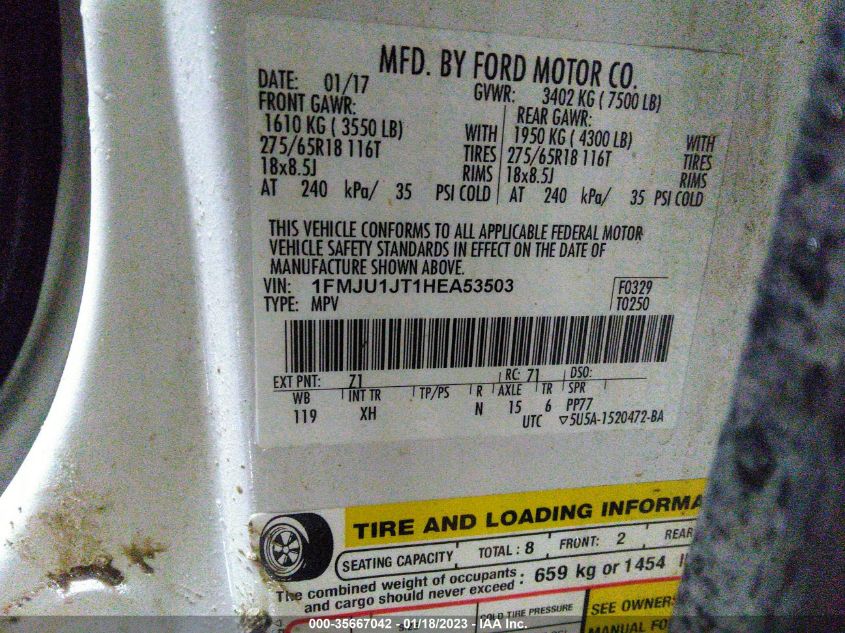 MFD. BY FORD MOTOR CO.
DATE: 01/17 GVWR: 3402 KG ( 7500 LB)
FRONT GAWR: REAR GAWR:
1610 KG ( 3550 LB) WITH 1950 KG ( 4300 LB) WITH
275/65R18 116T TIRES 275/65R18 116T TIRES
18x8.5J RIMS 18x8.5J RIMS
AT 240 kPa/ 35 PSI COLD AT 240 kPa/ 35 PSI COLD
THIS VEHICLE CONFORMS TO ALL APPLICABLE FEDERAL MOTOR
VEHICLE SAFETY STANDARDS IN EFFECT ON THE DATE OF
MANUFACTURE SHOWN ABOVE.
VIN: 1FMJU1JT1HEA53503 F0329
TYPE: MPV T0250
EXT PNT: Z1 RC: 71 DSO:
WB INT TR TP/PS R AXLE TR SPR
119 XH N 15 6 PP77
UTC ▽5U5A-1520472-BA
TIRE AND LOADING INFORMA
SEATING CAPACITY TOTAL : 8 FRONT: 2 REAR
The combined weight of occupants : 659 kg or 1454
and cargo should never exceed
COLD TIRE PRESSURE SEE OWNERS
MANUAL FO
000-35667042 - 01/18/2023 - IAA Inc.